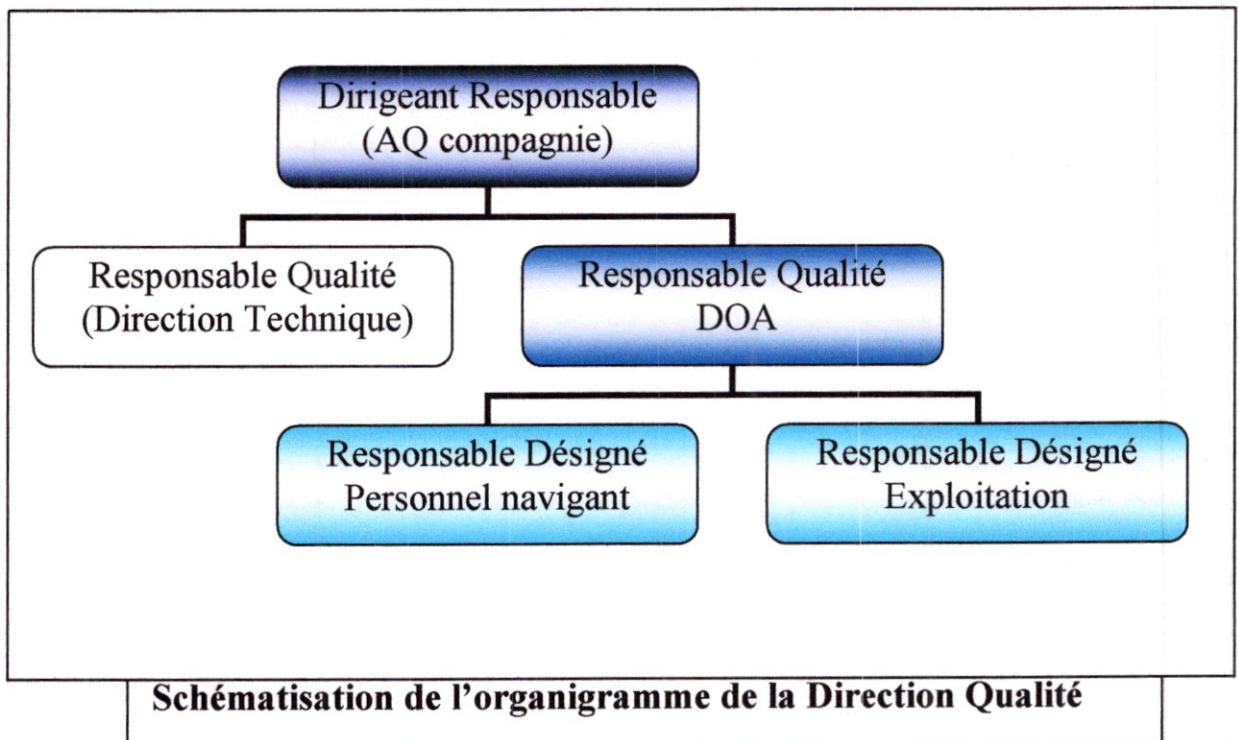 Dirigeant Responsable
(AQ compagnie)
Responsable Qualité
(Direction Technique)
Responsable Qualité
DOA
Responsable Désigné
Personnel navigant
Responsable Désigné
Exploitation
Schématisation de l'organigramme de la Direction Qualité